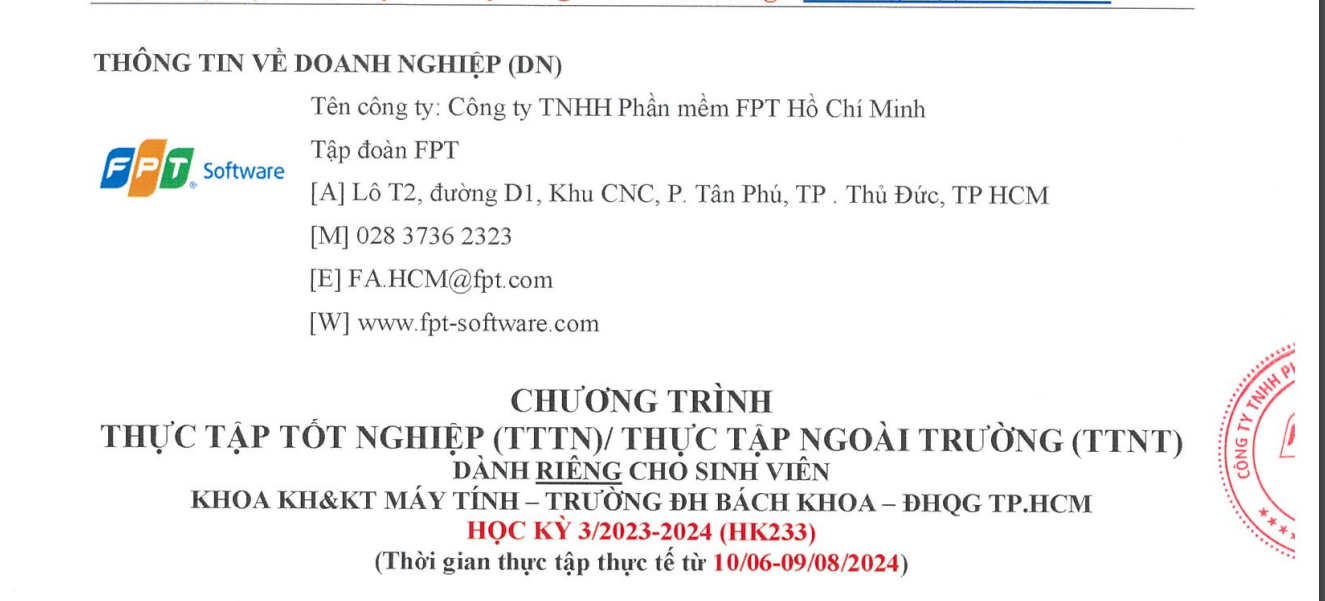 THÔNG TIN VỀ DOANH NGHIỆP (DN)
Tên công ty: Công ty TNHH Phần mềm FPT Hồ Chí Minh
FPT Software
Tập đoàn FPT
[A] Lô T2, đường D1, Khu CNC, P. Tân Phú, TP . Thủ Đức, TP HCM
[M] 028 3736 2323
[E] FA.HCM@fpt.com
[W] www.fpt-software.com
CHƯƠNG TRÌNH
THỰC TẬP TỐT NGHIỆP (TTTN)/ THỰC TẬP NGOÀI TRƯỜNG (TTNT)
DÀNH RIÊNG CHO SINH VIÊN
KHOA KH&KT MÁY TÍNH – TRƯỜNG ĐH BÁCH KHOA – ĐHQG TP.HCM
HỌC KỲ 3/2023-2024 (HK233)
(Thời gian thực tập thực tế từ 10/06-09/08/2024)
CÔNG TY TNHH